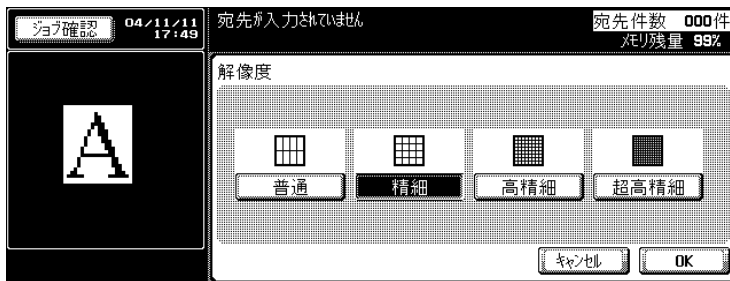 ジョブ確認
04/11/11
17:49
宛先が入力されていません
宛先件数 000件
メモリ残量 99%
A
解像度
普通 精細 高精細 超高精細
キャンセル OK